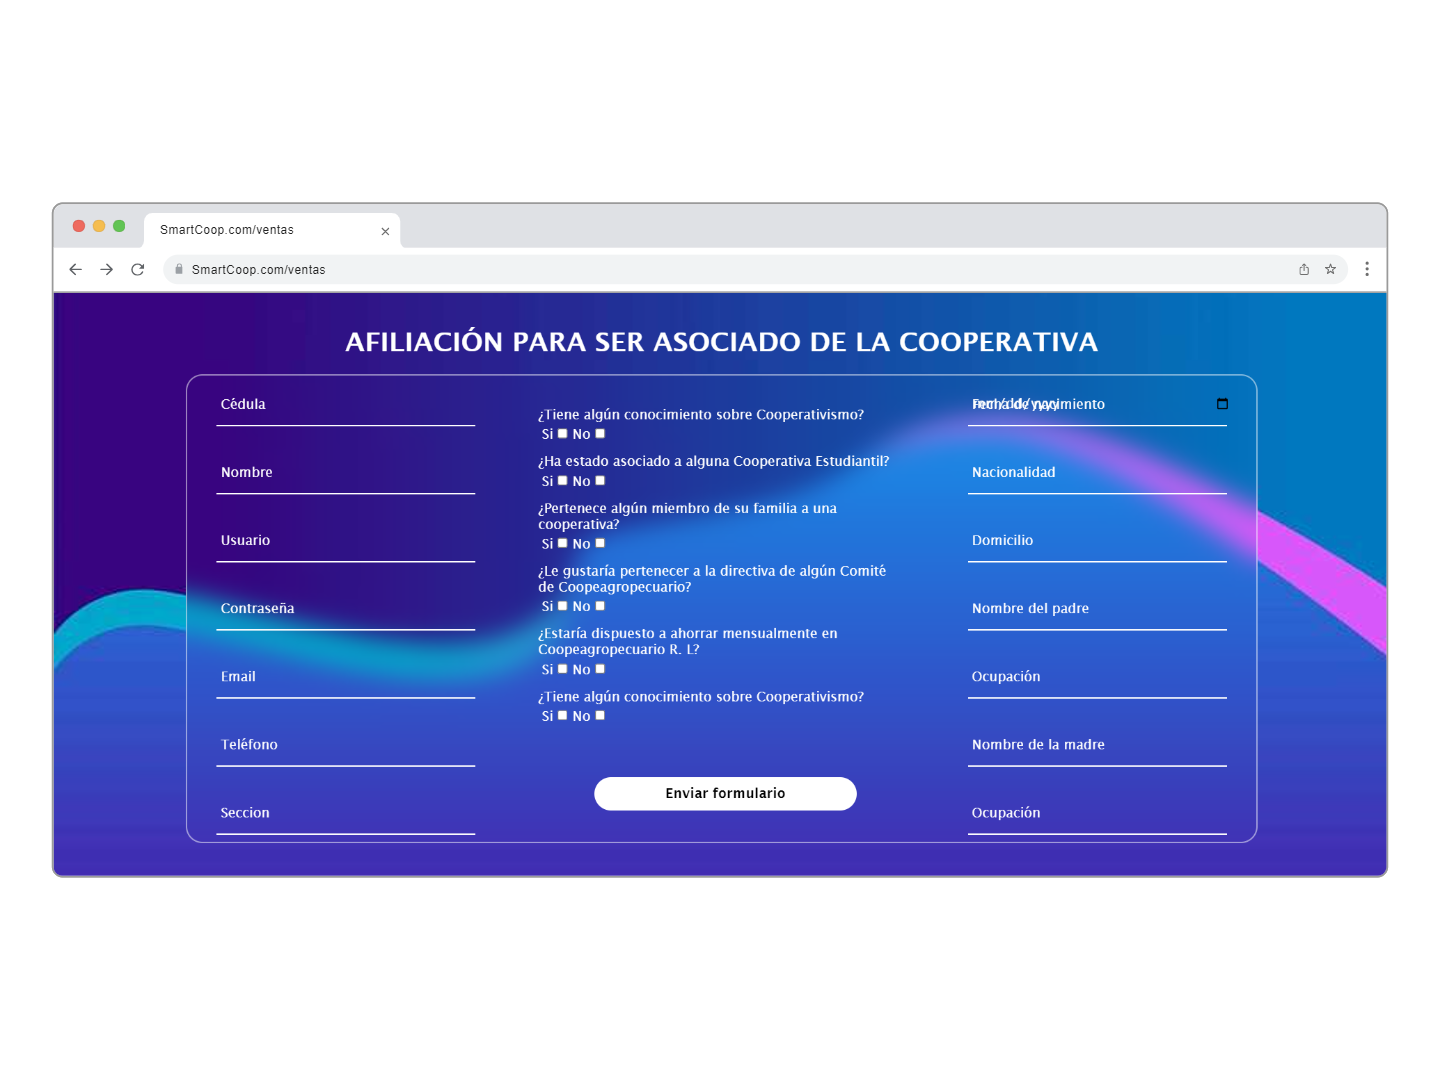 SmartCoop.com/ventas
SmartCoop.com/ventas
AFILIACIÓN PARA SER ASOCIADO DE LA COOPERATIVA
Cédula
Nombre
Usuario
Contraseña
Email
Teléfono
Seccion
¿Tiene algún conocimiento sobre Cooperativismo?
Si No
¿Ha estado asociado a alguna Cooperativa Estudiantil?
Si No
¿Pertenece algún miembro de su familia a una
cooperativa?
Si No
¿Le gustaría pertenecer a la directiva de algún Comité
de Coopeagropecuario?
Si No
¿Estaría dispuesto a ahorrar mensualmente en
Coopeagropecuario R. L?
Si No
¿Tiene algún conocimiento sobre Cooperativismo?
Si No
Enviar formulario
Fecha de nacimiento
mm/dd/yyyy
Nacionalidad
Domicilio
Nombre del padre
Ocupación
Nombre de la madre
Ocupación